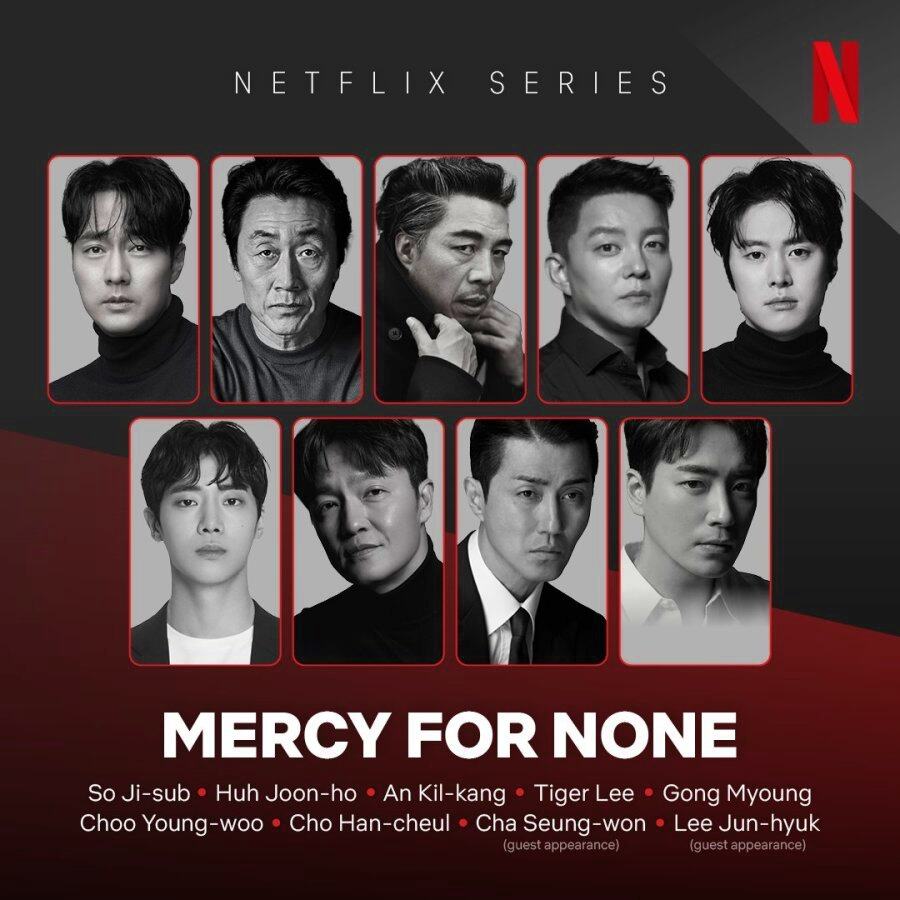 NETFLIX SERIES
N
MERCY FOR NONE
So Ji-sub • Huh Joon-ho • An Kil-kang • Tiger Lee • Gong Myoung
Choo Young-woo • Cho Han-cheul • Cha Seung-won • Lee Jun-hyuk
(guest appearance) (guest appearance)